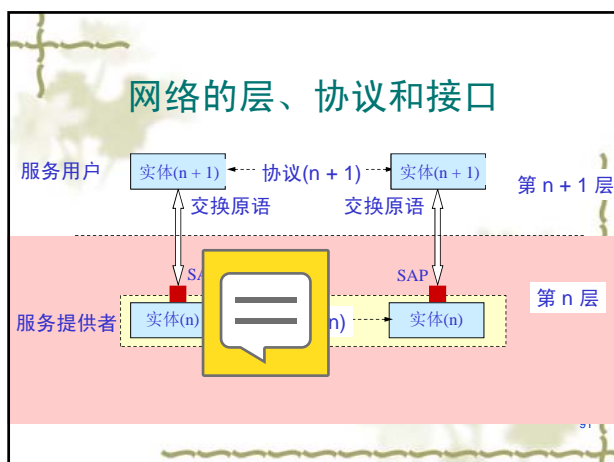 网络的层、协议和接口
服务用户
实体(n + 1)
协议(n + 1)
实体(n + 1)
第 n + 1 层
交换原语
交换原语
SAP
第 n 层
服务提供者
实体(n)
n)
实体(n)